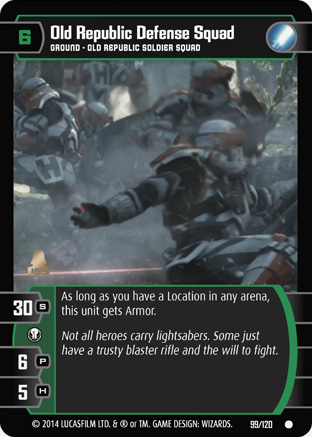 6
Old Republic Defense Squad
GROUND - OLD REPUBLIC SOLDIER SQUAD
30 S
As long as you have a Location in any arena,
this unit gets Armor.
Not all heroes carry lightsabers. Some just
have a trusty blaster rifle and the will to fight.
6 P
5 H
© 2014 LUCASFILM LTD. & ® or TM. GAME DESIGN: WIZARDS.
99/120